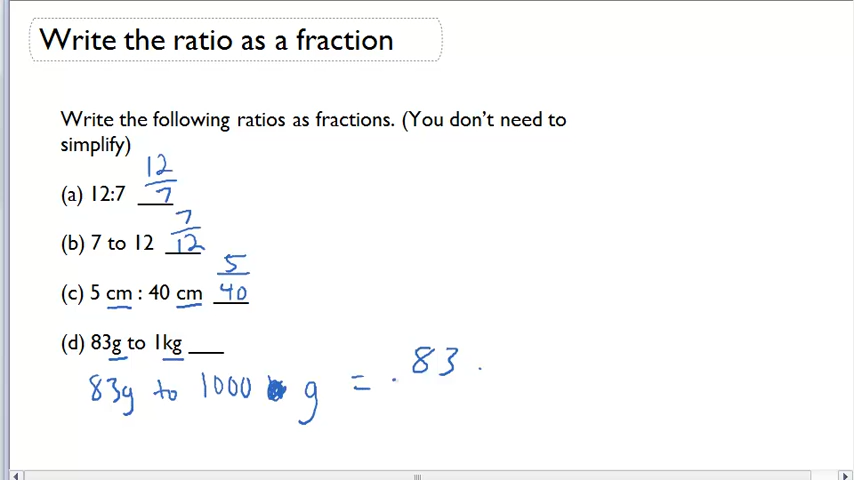 Write the ratio as a fraction
Write the following ratios as fractions. (You don't need to
simplify)
12
(a) 12:7 7
7
(b) 7 to 12 12
5
(c) 5 cm : 40 cm 40
(d) 83g to 1kg ___
83g to 1000 g = 83